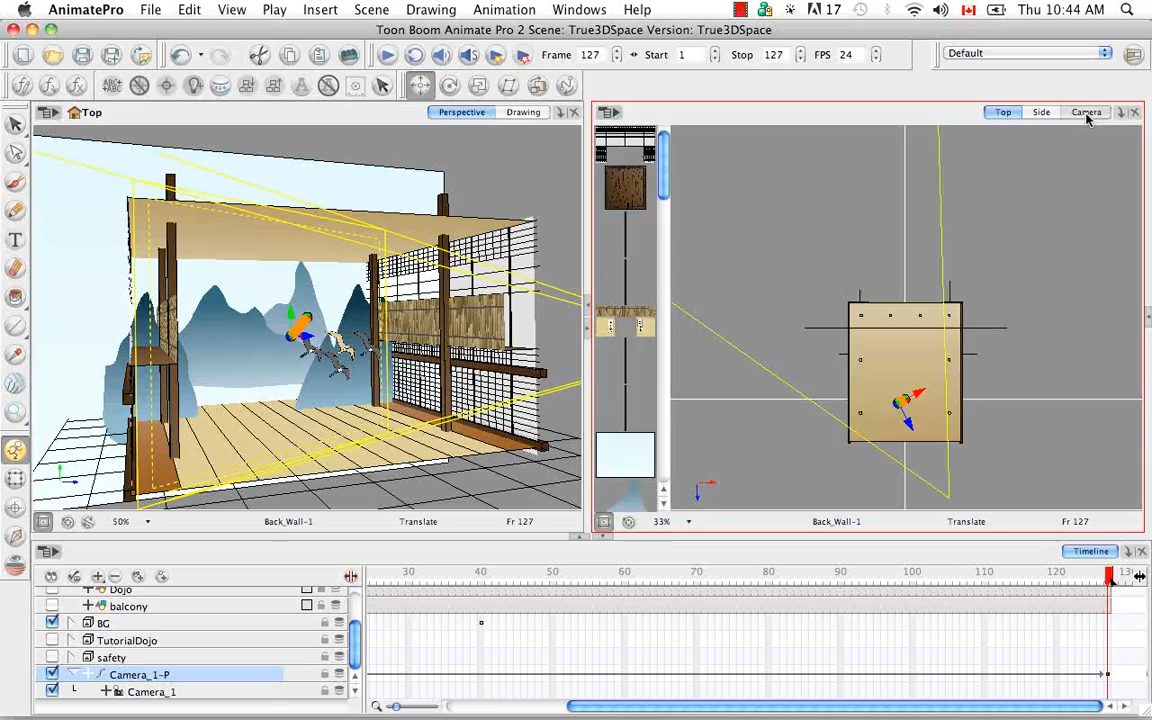 AnimatePro File Edit View Play Insert Scene Drawing Animation Windows Help 17 Thu 10:44 AM
Toon Boom Animate Pro 2 Scene: True3DSpace Version: True3DSpace
Frame 127 Start 1 Stop 127 FPS 24 Default
Top Perspective Drawing Top Side Camera
50% Back_Wall-1 Translate Fr 127 33% Back_Wall-1 Translate Fr 127
Timeline
30 40 50 60 70 80 90 100 110 120 130
Dojo
balcony
BG
TutorialDojo
safety
Camera_1-P
Camera_1